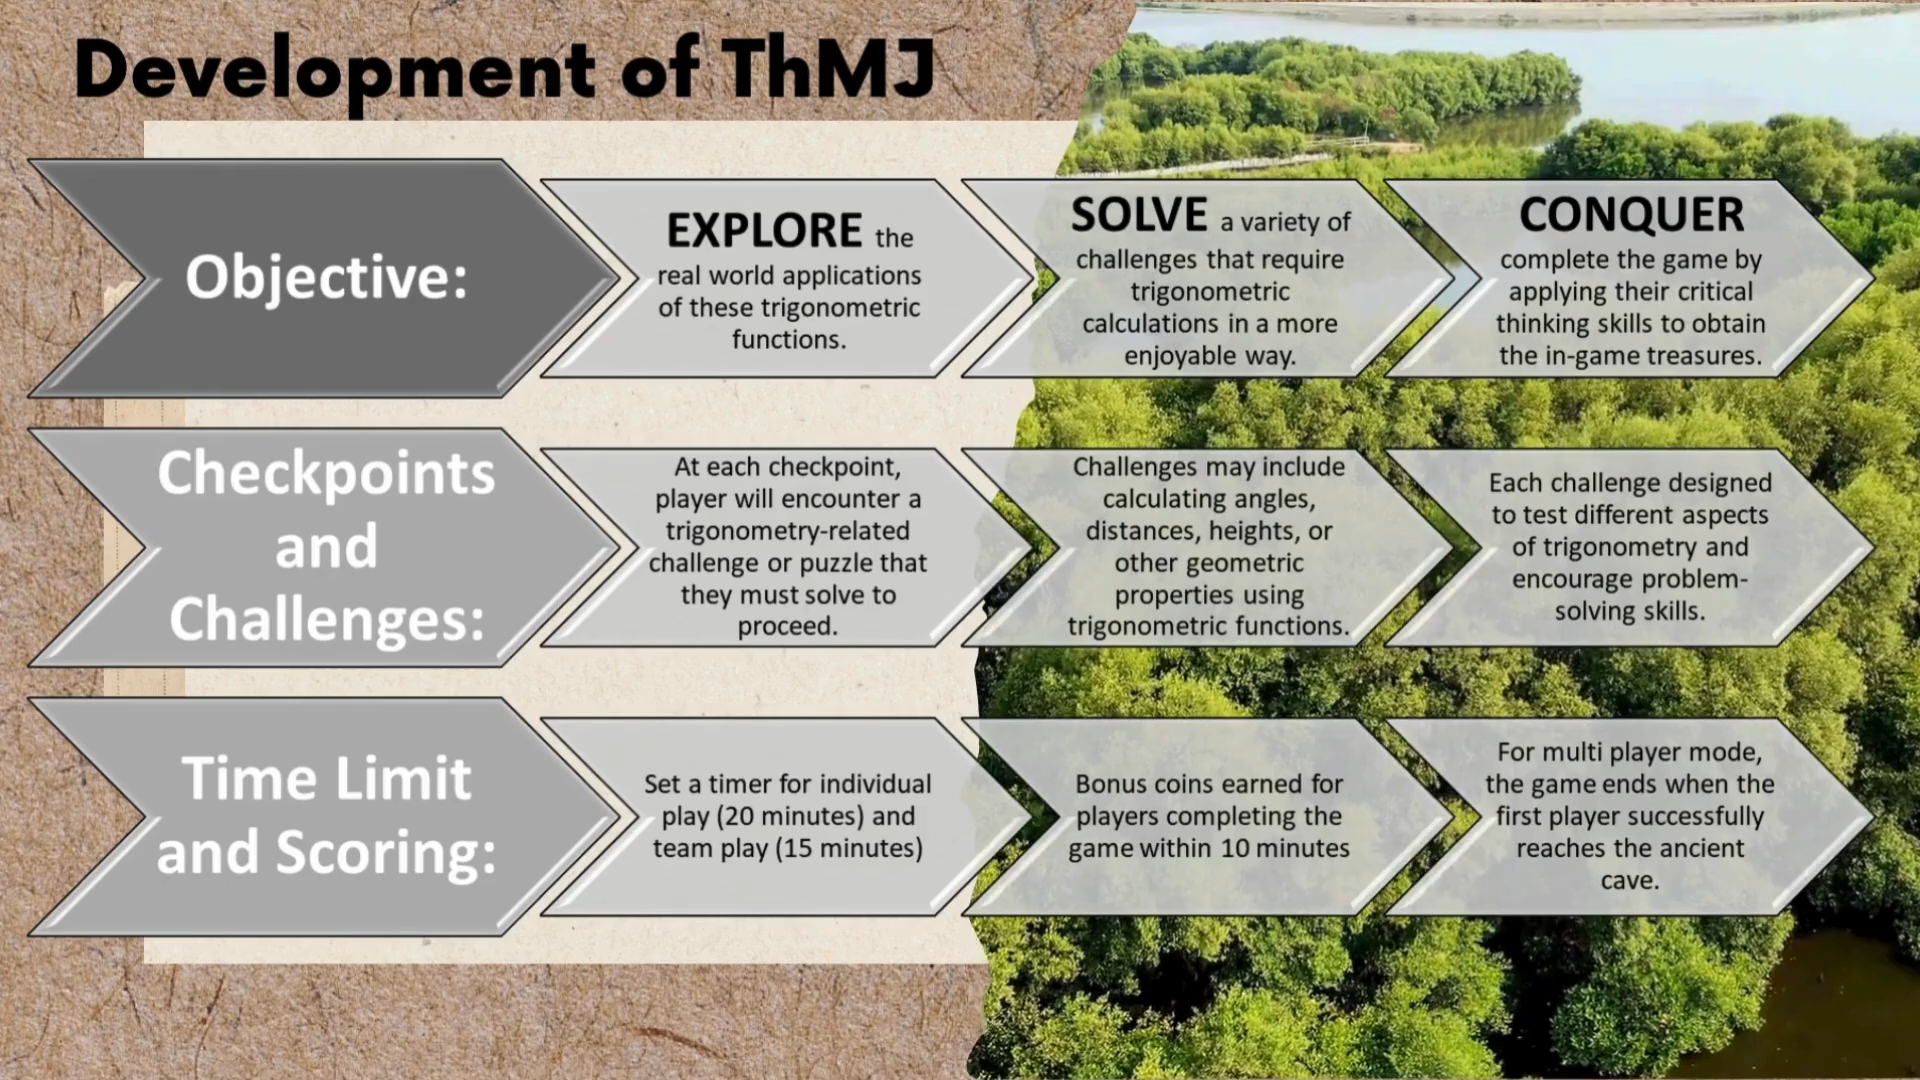 Development of ThMJ
Objective:
EXPLORE the
real world applications
of these trigonometric
functions.
SOLVE a variety of
challenges that require
trigonometric
calculations in a more
enjoyable way.
CONQUER
complete the game by
applying their critical
thinking skills to obtain
the in-game treasures.
Checkpoints
and
Challenges:
At each checkpoint,
player will encounter a
trigonometry-related
challenge or puzzle that
they must solve to
proceed.
Challenges may include
calculating angles,
distances, heights, or
other geometric
properties using
trigonometric functions.
Each challenge designed
to test different aspects
of trigonometry and
encourage problem-
solving skills.
Time Limit
and Scoring:
Set a timer for individual
play (20 minutes) and
team play (15 minutes)
Bonus coins earned for
players completing the
game within 10 minutes
For multi player mode,
the game ends when the
first player successfully
reaches the ancient
cave.